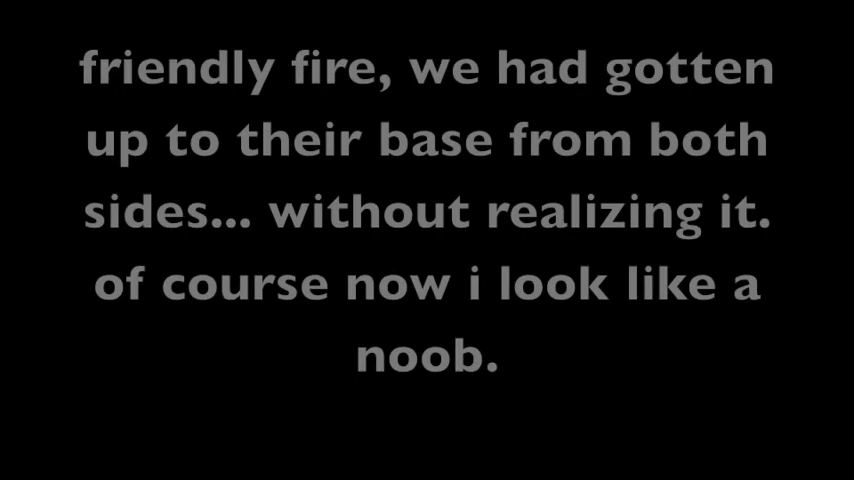 friendly fire, we had gotten
up to their base from both
sides... without realizing it.
of course now i look like a
noob.